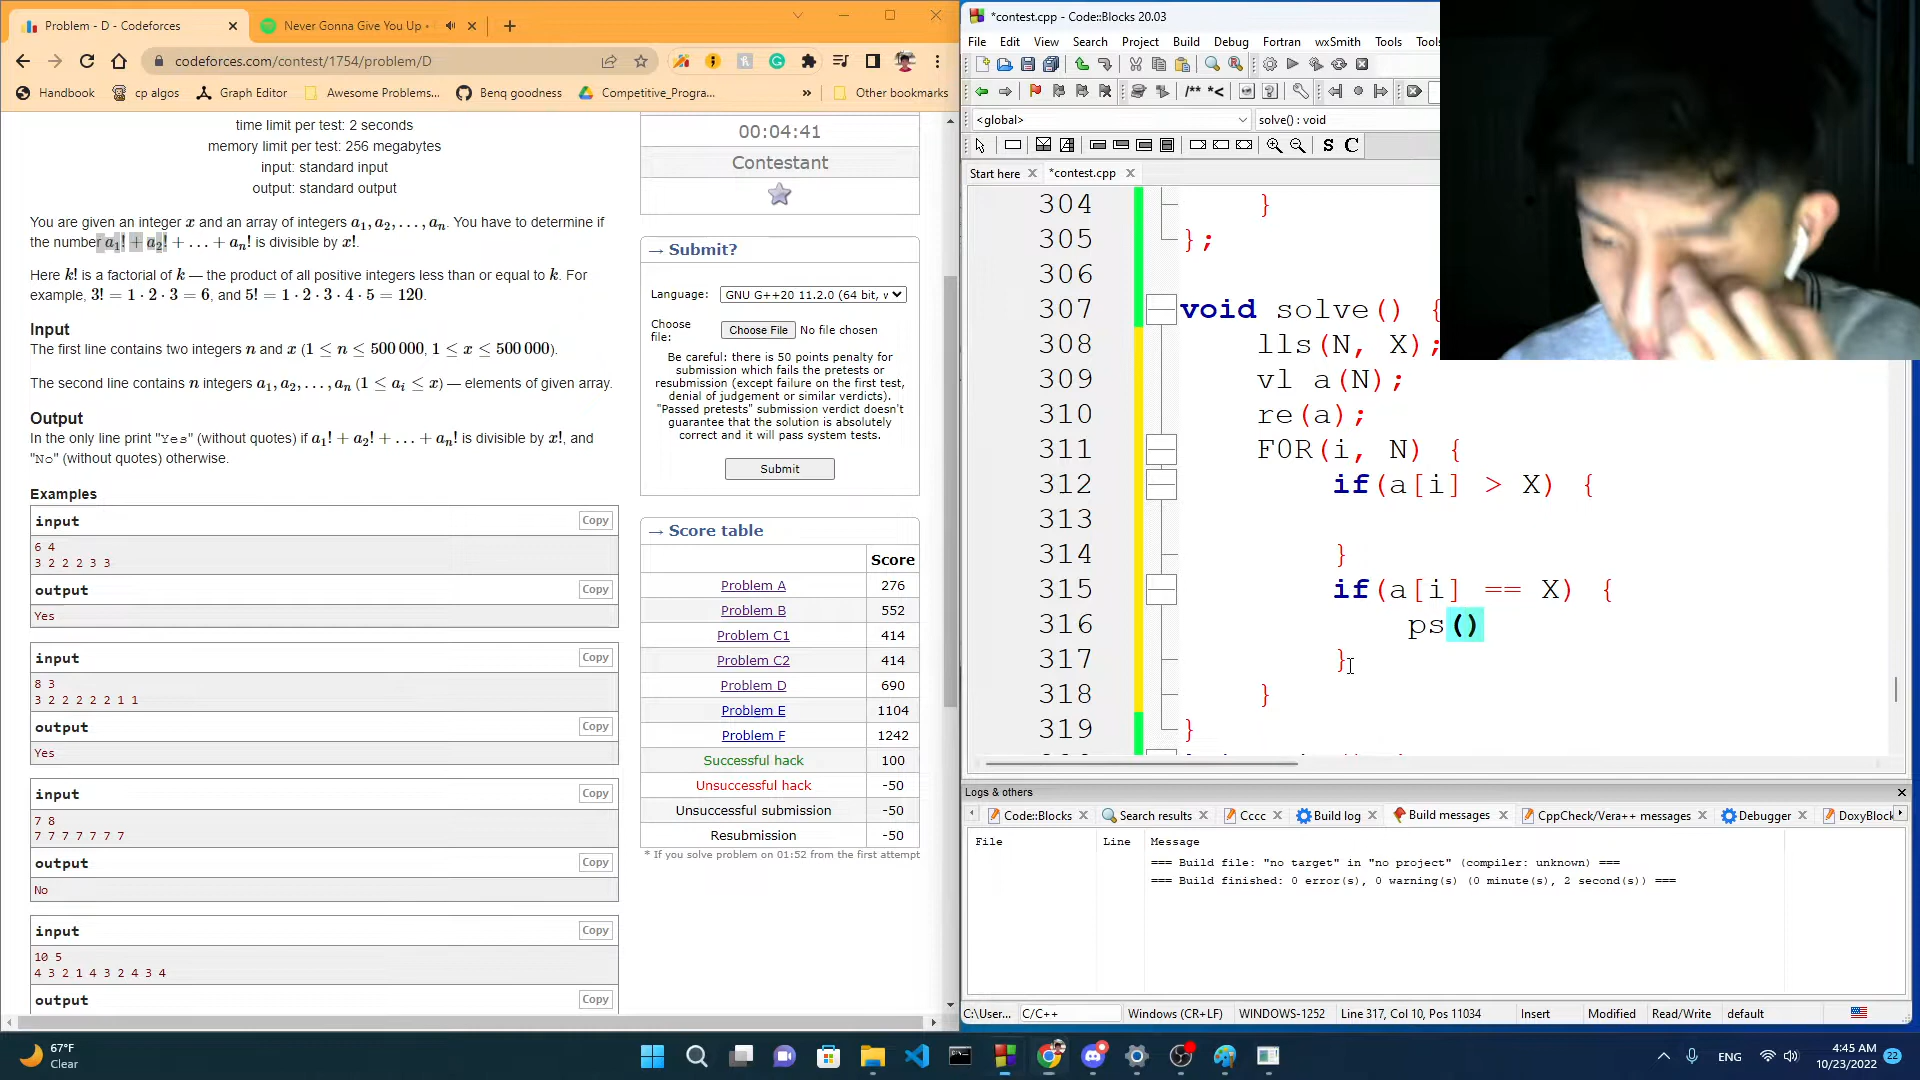 Problem - D - Codeforces
Never Gonna Give You Up •
codeforces.com/contest/1754/problem/D
Handbook
cp algos
Graph Editor
Awesome Problems...
Benq goodness
Competitive_Progra...
»
Other bookmarks
time limit per test: 2 seconds
memory limit per test: 256 megabytes
input: standard input
output: standard output
You are given an integer x and an array of integers a₁, a₂, . . . , aₙ. You have to determine if
the number a₁! + a₂! + . . . + aₙ! is divisible by x!.
Here k! is a factorial of k — the product of all positive integers less than or equal to k. For
example, 3! = 1 · 2 · 3 = 6, and 5! = 1 · 2 · 3 · 4 · 5 = 120.
Input
The first line contains two integers n and x (1 ≤ n ≤ 500 000, 1 ≤ x ≤ 500 000).
The second line contains n integers a₁, a₂, . . . , aₙ (1 ≤ aᵢ ≤ x) — elements of given array.
Output
In the only line print "Yes" (without quotes) if a₁! + a₂! + . . . + aₙ! is divisible by x!, and
"No" (without quotes) otherwise.
Examples
input
Copy
6 4
3 2 2 2 3 3
output
Copy
Yes
input
Copy
8 3
3 2 2 2 2 2 1 1
output
Copy
Yes
input
Copy
7 8
7 7 7 7 7 7 7
output
Copy
No
input
Copy
10 5
4 3 2 1 4 3 2 4 3 4
output
Copy
00:04:41
Contestant
→ Submit?
Language: GNU G++20 11.2.0 (64 bit, v
Choose
file:
Choose File No file chosen
Be careful: there is 50 points penalty for
submission which fails the pretests or
resubmission (except failure on the first test,
denial of judgement or similar verdicts).
"Passed pretests" submission verdict doesn't
guarantee that the solution is absolutely
correct and it will pass system tests.
Submit
→ Score table
Score
Problem A 276
Problem B 552
Problem C1 414
Problem C2 414
Problem D 690
Problem E 1104
Problem F 1242
Successful hack 100
Unsuccessful hack -50
Unsuccessful submission -50
Resubmission -50
* If you solve problem on 01:52 from the first attempt
*contest.cpp - Code::Blocks 20.03
File Edit View Search Project Build Debug Fortran wxSmith Tools Tools
/** *<
<global>
solve() : void
S C
Start here
*contest.cpp
304 }
305 };
306
307 void solve() {
308 lls(N, X);
309 vl a(N);
310 re(a);
311 FOR(i, N) {
312 if(a[i] > X) {
313
314 }
315 if(a[i] == X) {
316 ps()
317 }
318 }
319 }
Logs & others
Code::Blocks
Search results
Cccc
Build log
Build messages
CppCheck/Vera++ messages
Debugger
DoxyBlock
File Line Message
=== Build file: "no target" in "no project" (compiler: unknown) ===
=== Build finished: 0 error(s), 0 warning(s) (0 minute(s), 2 second(s)) ===
C:\User... C/C++ Windows (CR+LF) WINDOWS-1252 Line 317, Col 10, Pos 11034 Insert Modified Read/Write default
67°F
Clear
ENG
4:45 AM
10/23/2022
22